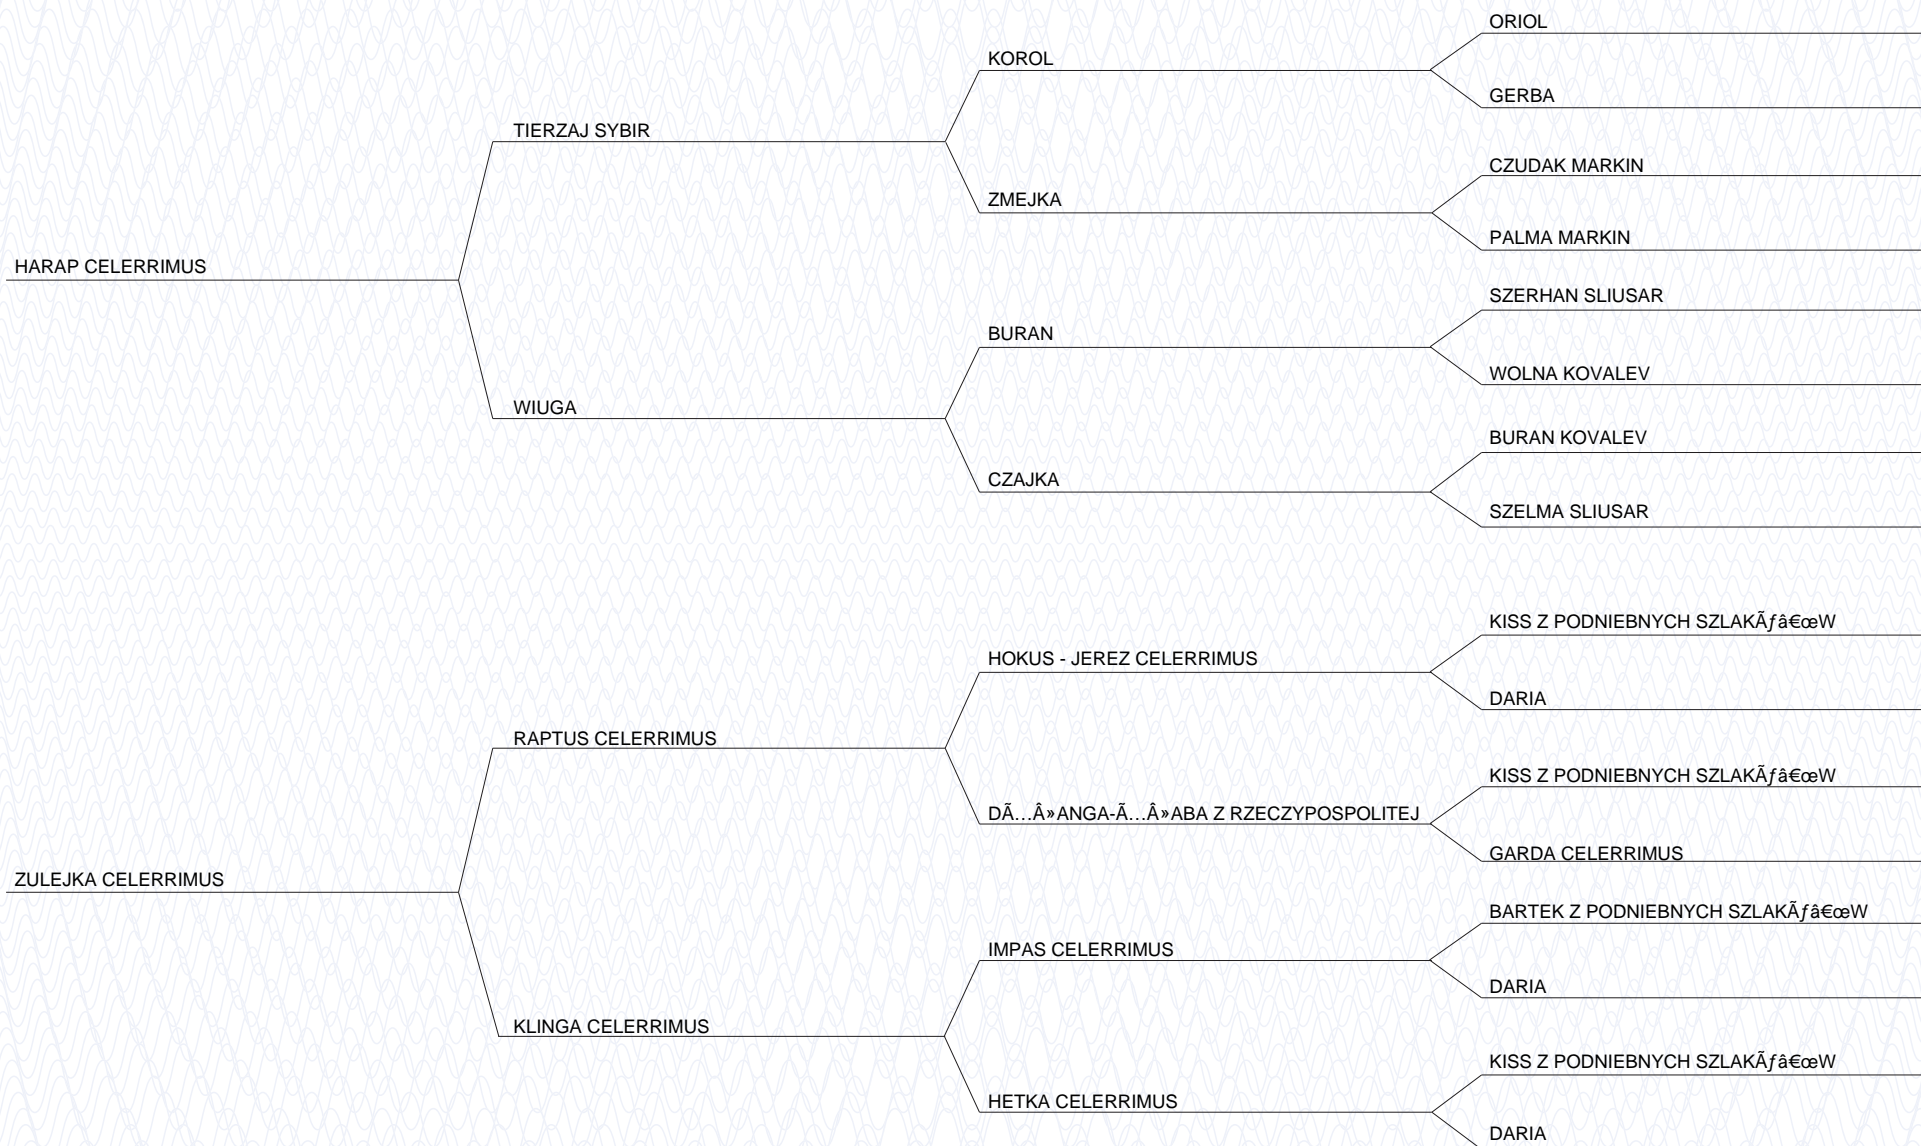 ORIOL
KOROL
GERBA
TIERZAJ SYBIR
CZUDAK MARKIN
ZMEJKA
PALMA MARKIN
HARAP CELERRIMUS
SZERHAN SLIUSAR
BURAN
WOLNA KOVALEV
WIUGA
BURAN KOVALEV
CZAJKA
SZELMA SLIUSAR
KISS Z PODNIEBNYCH SZLAKÃƒâ€œW
HOKUS - JEREZ CELERRIMUS
DARIA
RAPTUS CELERRIMUS
KISS Z PODNIEBNYCH SZLAKÃƒâ€œW
DÃ…Â»ANGA-Ã…Â»ABA Z RZECZYPOSPOLITEJ
GARDA CELERRIMUS
ZULEJKA CELERRIMUS
BARTEK Z PODNIEBNYCH SZLAKÃƒâ€œW
IMPAS CELERRIMUS
DARIA
KLINGA CELERRIMUS
KISS Z PODNIEBNYCH SZLAKÃƒâ€œW
HETKA CELERRIMUS
DARIA